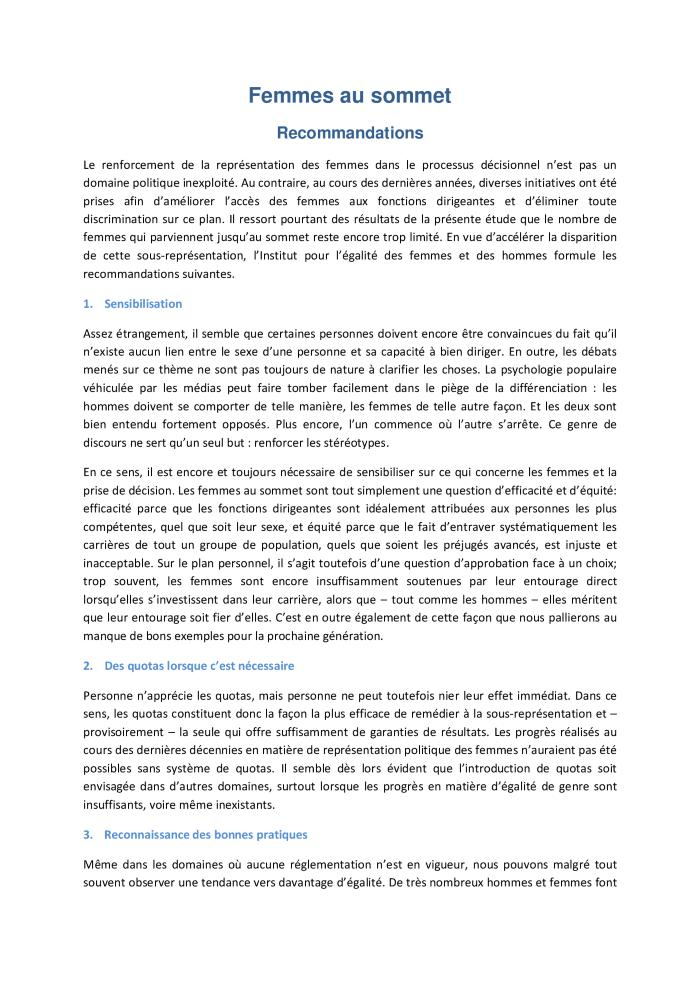 Femmes au sommet
Recommandations
Le renforcement de la représentation des femmes dans le processus décisionnel n’est pas un
domaine politique inexploité. Au contraire, au cours des dernières années, diverses initiatives ont été
prises afin d’améliorer l’accès des femmes aux fonctions dirigeantes et d’éliminer toute
discrimination sur ce plan. Il ressort pourtant des résultats de la présente étude que le nombre de
femmes qui parviennent jusqu’au sommet reste encore trop limité. En vue d’accélérer la disparition
de cette sous-représentation, l’Institut pour l’égalité des femmes et des hommes formule les
recommandations suivantes.
1. Sensibilisation
Assez étrangement, il semble que certaines personnes doivent encore être convaincues du fait qu’il
n’existe aucun lien entre le sexe d’une personne et sa capacité à bien diriger. En outre, les débats
menés sur ce thème ne sont pas toujours de nature à clarifier les choses. La psychologie populaire
véhiculée par les médias peut faire tomber facilement dans le piège de la différenciation : les
hommes doivent se comporter de telle manière, les femmes de telle autre façon. Et les deux sont
bien entendu fortement opposés. Plus encore, l’un commence où l’autre s’arrête. Ce genre de
discours ne sert qu’un seul but : renforcer les stéréotypes.
En ce sens, il est encore et toujours nécessaire de sensibiliser sur ce qui concerne les femmes et la
prise de décision. Les femmes au sommet sont tout simplement une question d’efficacité et d’équité:
efficacité parce que les fonctions dirigeantes sont idéalement attribuées aux personnes les plus
compétentes, quel que soit leur sexe, et équité parce que le fait d’entraver systématiquement les
carrières de tout un groupe de population, quels que soient les préjugés avancés, est injuste et
inacceptable. Sur le plan personnel, il s’agit toutefois d’une question d’approbation face à un choix;
trop souvent, les femmes sont encore insuffisamment soutenues par leur entourage direct
lorsqu’elles s’investissent dans leur carrière, alors que – tout comme les hommes – elles méritent
que leur entourage soit fier d’elles. C’est en outre également de cette façon que nous pallierons au
manque de bons exemples pour la prochaine génération.
2. Des quotas lorsque c’est nécessaire
Personne n’apprécie les quotas, mais personne ne peut toutefois nier leur effet immédiat. Dans ce
sens, les quotas constituent donc la façon la plus efficace de remédier à la sous-représentation et –
provisoirement – la seule qui offre suffisamment de garanties de résultats. Les progrès réalisés au
cours des dernières décennies en matière de représentation politique des femmes n’auraient pas été
possibles sans système de quotas. Il semble dès lors évident que l’introduction de quotas soit
envisagée dans d’autres domaines, surtout lorsque les progrès en matière d’égalité de genre sont
insuffisants, voire même inexistants.
3. Reconnaissance des bonnes pratiques
Même dans les domaines où aucune réglementation n’est en vigueur, nous pouvons malgré tout
souvent observer une tendance vers davantage d’égalité. De très nombreux hommes et femmes font